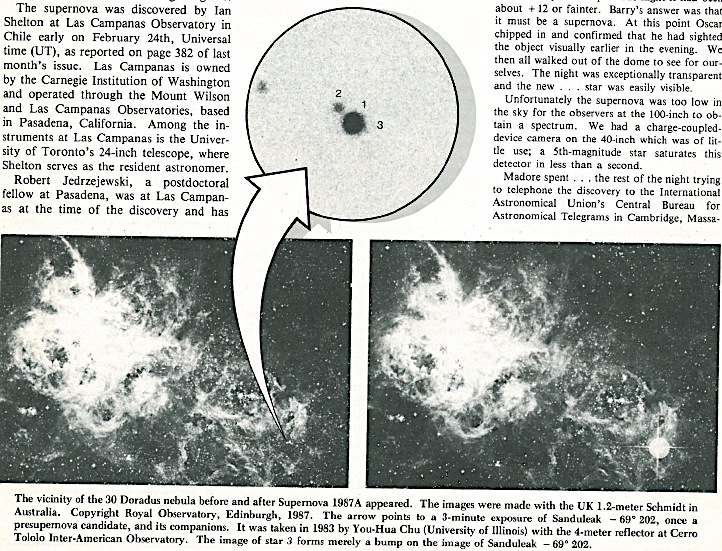 The supernova was discovered by Ian
Shelton at Las Campanas Observatory in
Chile early on February 24th, Universal
time (UT), as reported on page 382 of last
month's issue. Las Campanas is owned
by the Carnegie Institution of Washington
and operated through the Mount Wilson
and Las Campanas Observatories, based
in Pasadena, California. Among the in-
struments at Las Campanas is the Univer-
sity of Toronto's 24-inch telescope, where
Shelton serves as the resident astronomer.
Robert Jedrzejewski, a postdoctoral
fellow at Pasadena, was at Las Campan-
as at the time of the discovery and has
2
1
3
about +12 or fainter. Barry's answer was that
it must be a supernova. At this point Oscar
chipped in and confirmed that he had sighted
the object visually earlier in the evening. We
then all walked out of the dome to see for our-
selves. The night was exceptionally transparent
and the new . . . star was easily visible.
Unfortunately the supernova was too low in
the sky for the observers at the 100-inch to ob-
tain a spectrum. We had a charge-coupled-
device camera on the 40-inch which was of lit-
tle use; a 5th-magnitude star saturates this
detector in less than a second.
Madore spent . . . the rest of the night trying
to telephone the discovery to the International
Astronomical Union's Central Bureau for
Astronomical Telegrams in Cambridge, Massa-
The vicinity of the 30 Doradus nebula before and after Supernova 1987A appeared. The images were made with the UK 1.2-meter Schmidt in
Australia. Copyright Royal Observatory, Edinburgh, 1987. The arrow points to a 3-minute exposure of Sanduleak −69° 202, once a
presupernova candidate, and its companions. It was taken in 1983 by You-Hua Chu (University of Illinois) with the 4-meter reflector at Cerro
Tololo Inter-American Observatory. The image of star 3 forms merely a bump on the image of Sanduleak −69° 202.